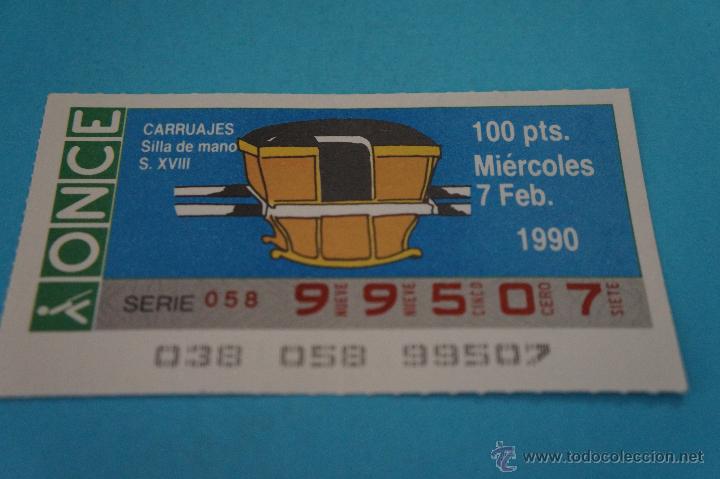 ONCE
CARRUAJES
Silla de mano
S. XVIII
100 pts.
Miércoles
7 Feb.
1990
SERIE 058 9 NUEVE 9 NUEVE 5 CINCO 0 CERO 7 SIETE
038 058 99507
© www.todocoleccion.net